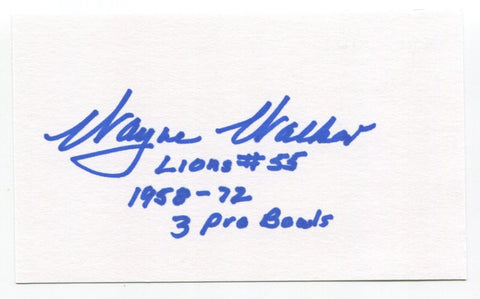 Wayne Walker
Lions # 55
1958-72
3 Pro Bowls